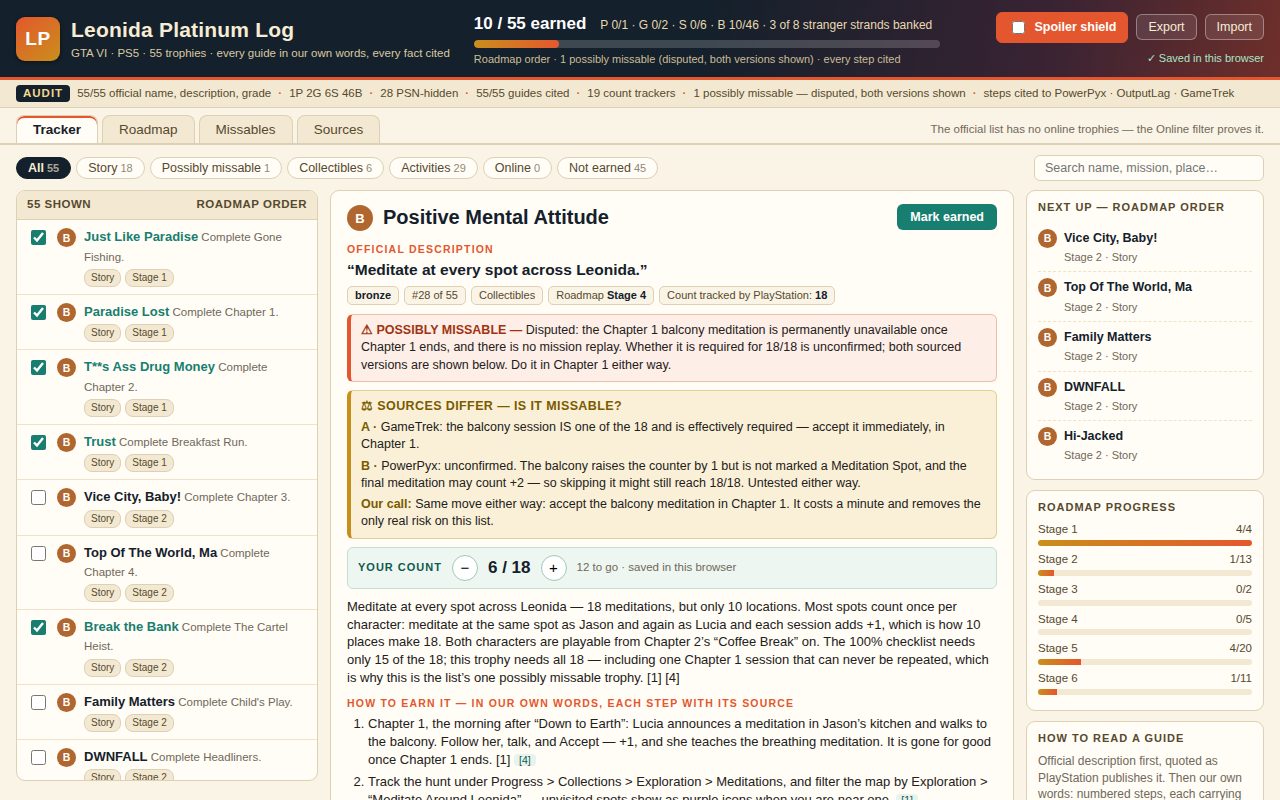 LP
Leonida Platinum Log
GTA VI · PS5 · 55 trophies · every guide in our own words, every fact cited
10 / 55 earned P 0/1 · G 0/2 · S 0/6 · B 10/46 · 3 of 8 stranger strands banked
Roadmap order · 1 possibly missable (disputed, both versions shown) · every step cited
Spoiler shield
Export
Import
✓ Saved in this browser
AUDIT 55/55 official name, description, grade · 1P 2G 6S 46B · 28 PSN-hidden · 55/55 guides cited · 19 count trackers · 1 possibly missable — disputed, both versions shown · steps cited to PowerPyx · OutputLag · GameTrek
Tracker
Roadmap
Missables
Sources
The official list has no online trophies — the Online filter proves it.
All 55
Story 18
Possibly missable 1
Collectibles 6
Activities 29
Online 0
Not earned 45
Search name, mission, place…
55 SHOWN ROADMAP ORDER
B Just Like Paradise Complete Gone
Fishing.
Story Stage 1
B Paradise Lost Complete Chapter 1.
Story Stage 1
B T**s Ass Drug Money Complete
Chapter 2.
Story Stage 1
B Trust Complete Breakfast Run.
Story Stage 1
B Vice City, Baby! Complete Chapter 3.
Story Stage 2
B Top Of The World, Ma Complete
Chapter 4.
Story Stage 2
B Break the Bank Complete The Cartel
Heist.
Story Stage 2
B Family Matters Complete Child's Play.
Story Stage 2
B DWNFALL Complete Headliners.
Story Stage 2
B Positive Mental Attitude
Mark earned
OFFICIAL DESCRIPTION
“Meditate at every spot across Leonida.”
bronze #28 of 55 Collectibles Roadmap Stage 4 Count tracked by PlayStation: 18
⚠ POSSIBLY MISSABLE — Disputed: the Chapter 1 balcony meditation is permanently unavailable once
Chapter 1 ends, and there is no mission replay. Whether it is required for 18/18 is unconfirmed; both sourced
versions are shown below. Do it in Chapter 1 either way.
⚖ SOURCES DIFFER — IS IT MISSABLE?
A · GameTrek: the balcony session IS one of the 18 and is effectively required — accept it immediately, in
Chapter 1.
B · PowerPyx: unconfirmed. The balcony raises the counter by 1 but is not marked a Meditation Spot, and the
final meditation may count +2 — so skipping it might still reach 18/18. Untested either way.
Our call: Same move either way: accept the balcony meditation in Chapter 1. It costs a minute and removes the
only real risk on this list.
YOUR COUNT − 6 / 18 + 12 to go · saved in this browser
Meditate at every spot across Leonida — 18 meditations, but only 10 locations. Most spots count once per
character: meditate at the same spot as Jason and again as Lucia and each session adds +1, which is how 10
places make 18. Both characters are playable from Chapter 2’s “Coffee Break” on. The 100% checklist needs
only 15 of the 18; this trophy needs all 18 — including one Chapter 1 session that can never be repeated, which
is why this is the list’s one possibly missable trophy. [1] [4]
HOW TO EARN IT — IN OUR OWN WORDS, EACH STEP WITH ITS SOURCE
1. Chapter 1, the morning after “Down to Earth”: Lucia announces a meditation in Jason’s kitchen and walks to
the balcony. Follow her, talk, and Accept — +1, and she teaches the breathing meditation. It is gone for good
once Chapter 1 ends. [1] [4]
2. Track the hunt under Progress > Collections > Exploration > Meditations, and filter the map by Exploration >
“Meditate Around Leonida” — unvisited spots show as purple icons when you are near one. [1]
NEXT UP — ROADMAP ORDER
B Vice City, Baby!
Stage 2 · Story
B Top Of The World, Ma
Stage 2 · Story
B Family Matters
Stage 2 · Story
B DWNFALL
Stage 2 · Story
B Hi-Jacked
Stage 2 · Story
ROADMAP PROGRESS
Stage 1 4/4
Stage 2 1/13
Stage 3 0/2
Stage 4 0/5
Stage 5 4/20
Stage 6 1/11
HOW TO READ A GUIDE
Official description first, quoted as
PlayStation publishes it. Then our own
words: numbered steps, each carrying